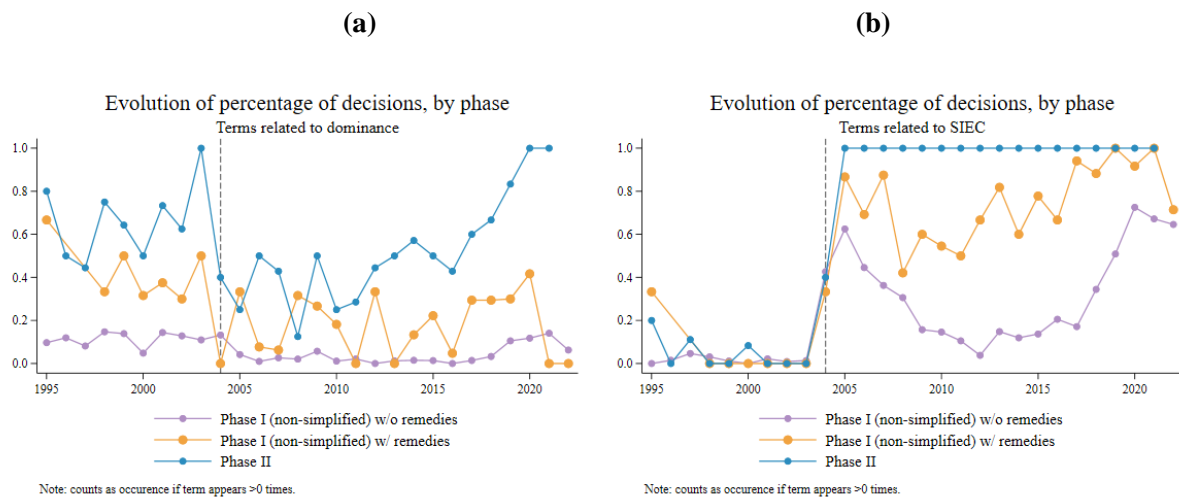 (a)
Evolution of percentage of decisions, by phase
Terms related to dominance
1.0
0.8
0.6
0.4
0.2
0.0
1995 2000 2005 2010 2015 2020
Phase I (non-simplified) w/o remedies
Phase I (non-simplified) w/ remedies
Phase II
Note: counts as occurence if term appears >0 times.
(b)
Evolution of percentage of decisions, by phase
Terms related to SIEC
1.0
0.8
0.6
0.4
0.2
0.0
1995 2000 2005 2010 2015 2020
Phase I (non-simplified) w/o remedies
Phase I (non-simplified) w/ remedies
Phase II
Note: counts as occurence if term appears >0 times.